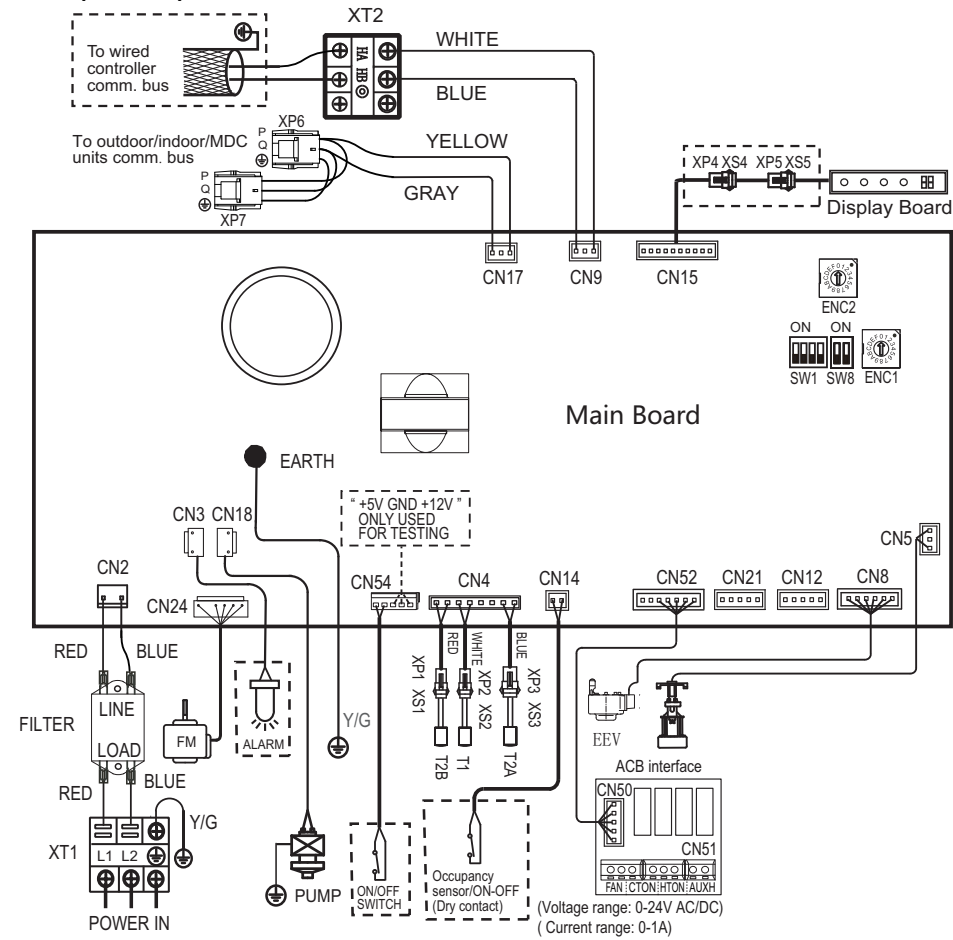 XT2
To wired
controller
comm. bus
HA HB
WHITE
BLUE
XP6
P
Q
To outdoor/indoor/MDC
units comm. bus
P
Q
XP7
YELLOW
GRAY
XP4 XS4 XP5 XS5
Display Board
CN17
CN9
CN15
ENC2
ON
ON
SW1
SW8
ENC1
Main Board
EARTH
" +5V GND +12V "
ONLY USED
FOR TESTING
CN3
CN18
CN5
CN2
CN24
CN54
CN4
CN14
CN52
CN21
CN12
CN8
RED
BLUE
RED
WHITE
BLUE
XP1 XS1
XP2 XS2
XP3 XS3
T2B
T1
T2A
LINE
FILTER
LOAD
FM
ALARM
Y/G
EEV
RED
BLUE
Y/G
XT1
L1
L2
POWER IN
PUMP
ON/OFF
SWITCH
Occupancy
sensor/ON-OFF
(Dry contact)
ACB interface
CN50
CN51
FAN
CTON
HTON
AUXH
(Voltage range: 0-24V AC/DC)
( Current range: 0-1A)